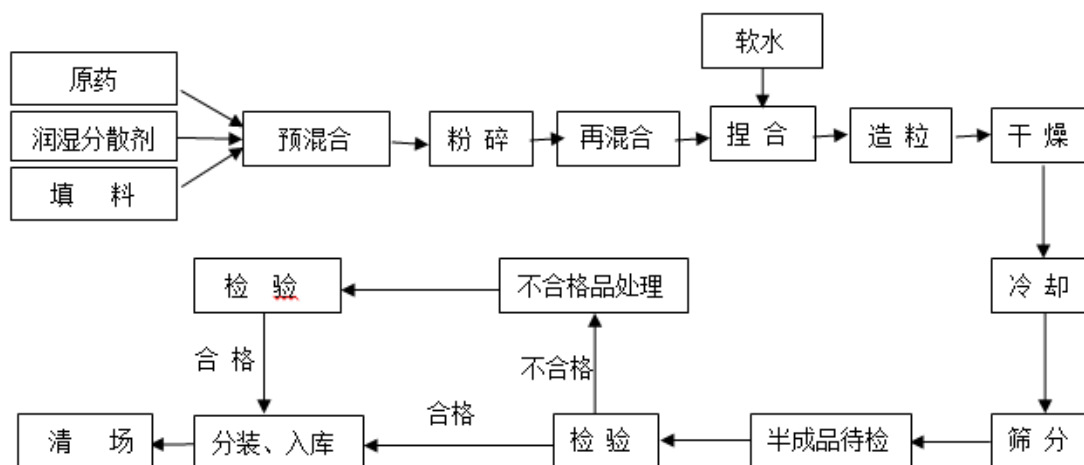 软水
原药
润湿分散剂
填 料
预混合
粉 碎
再混合
捏 合
造 粒
干 燥
冷 却
检 验
不合格品处理
合 格
不合格
合格
清 场
分装、入库
检 验
半成品待检
筛 分